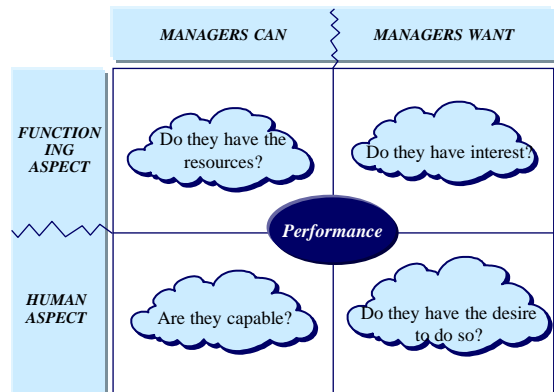 MANAGERS CAN
MANAGERS WANT
FUNCTION
ING
ASPECT
Do they have the
resources?
Do they have interest?
Performance
HUMAN
ASPECT
Are they capable?
Do they have the desire
to do so?